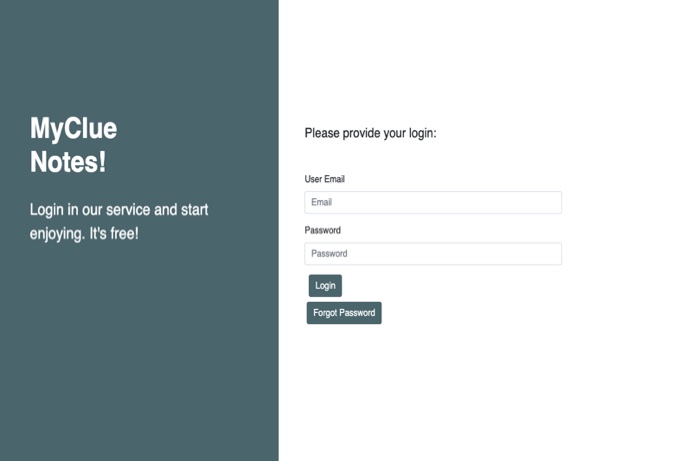 MyClue
Notes!
Login in our service and start
enjoying. It's free!
Please provide your login:
User Email
Email
Password
Password
Login
Forgot Password